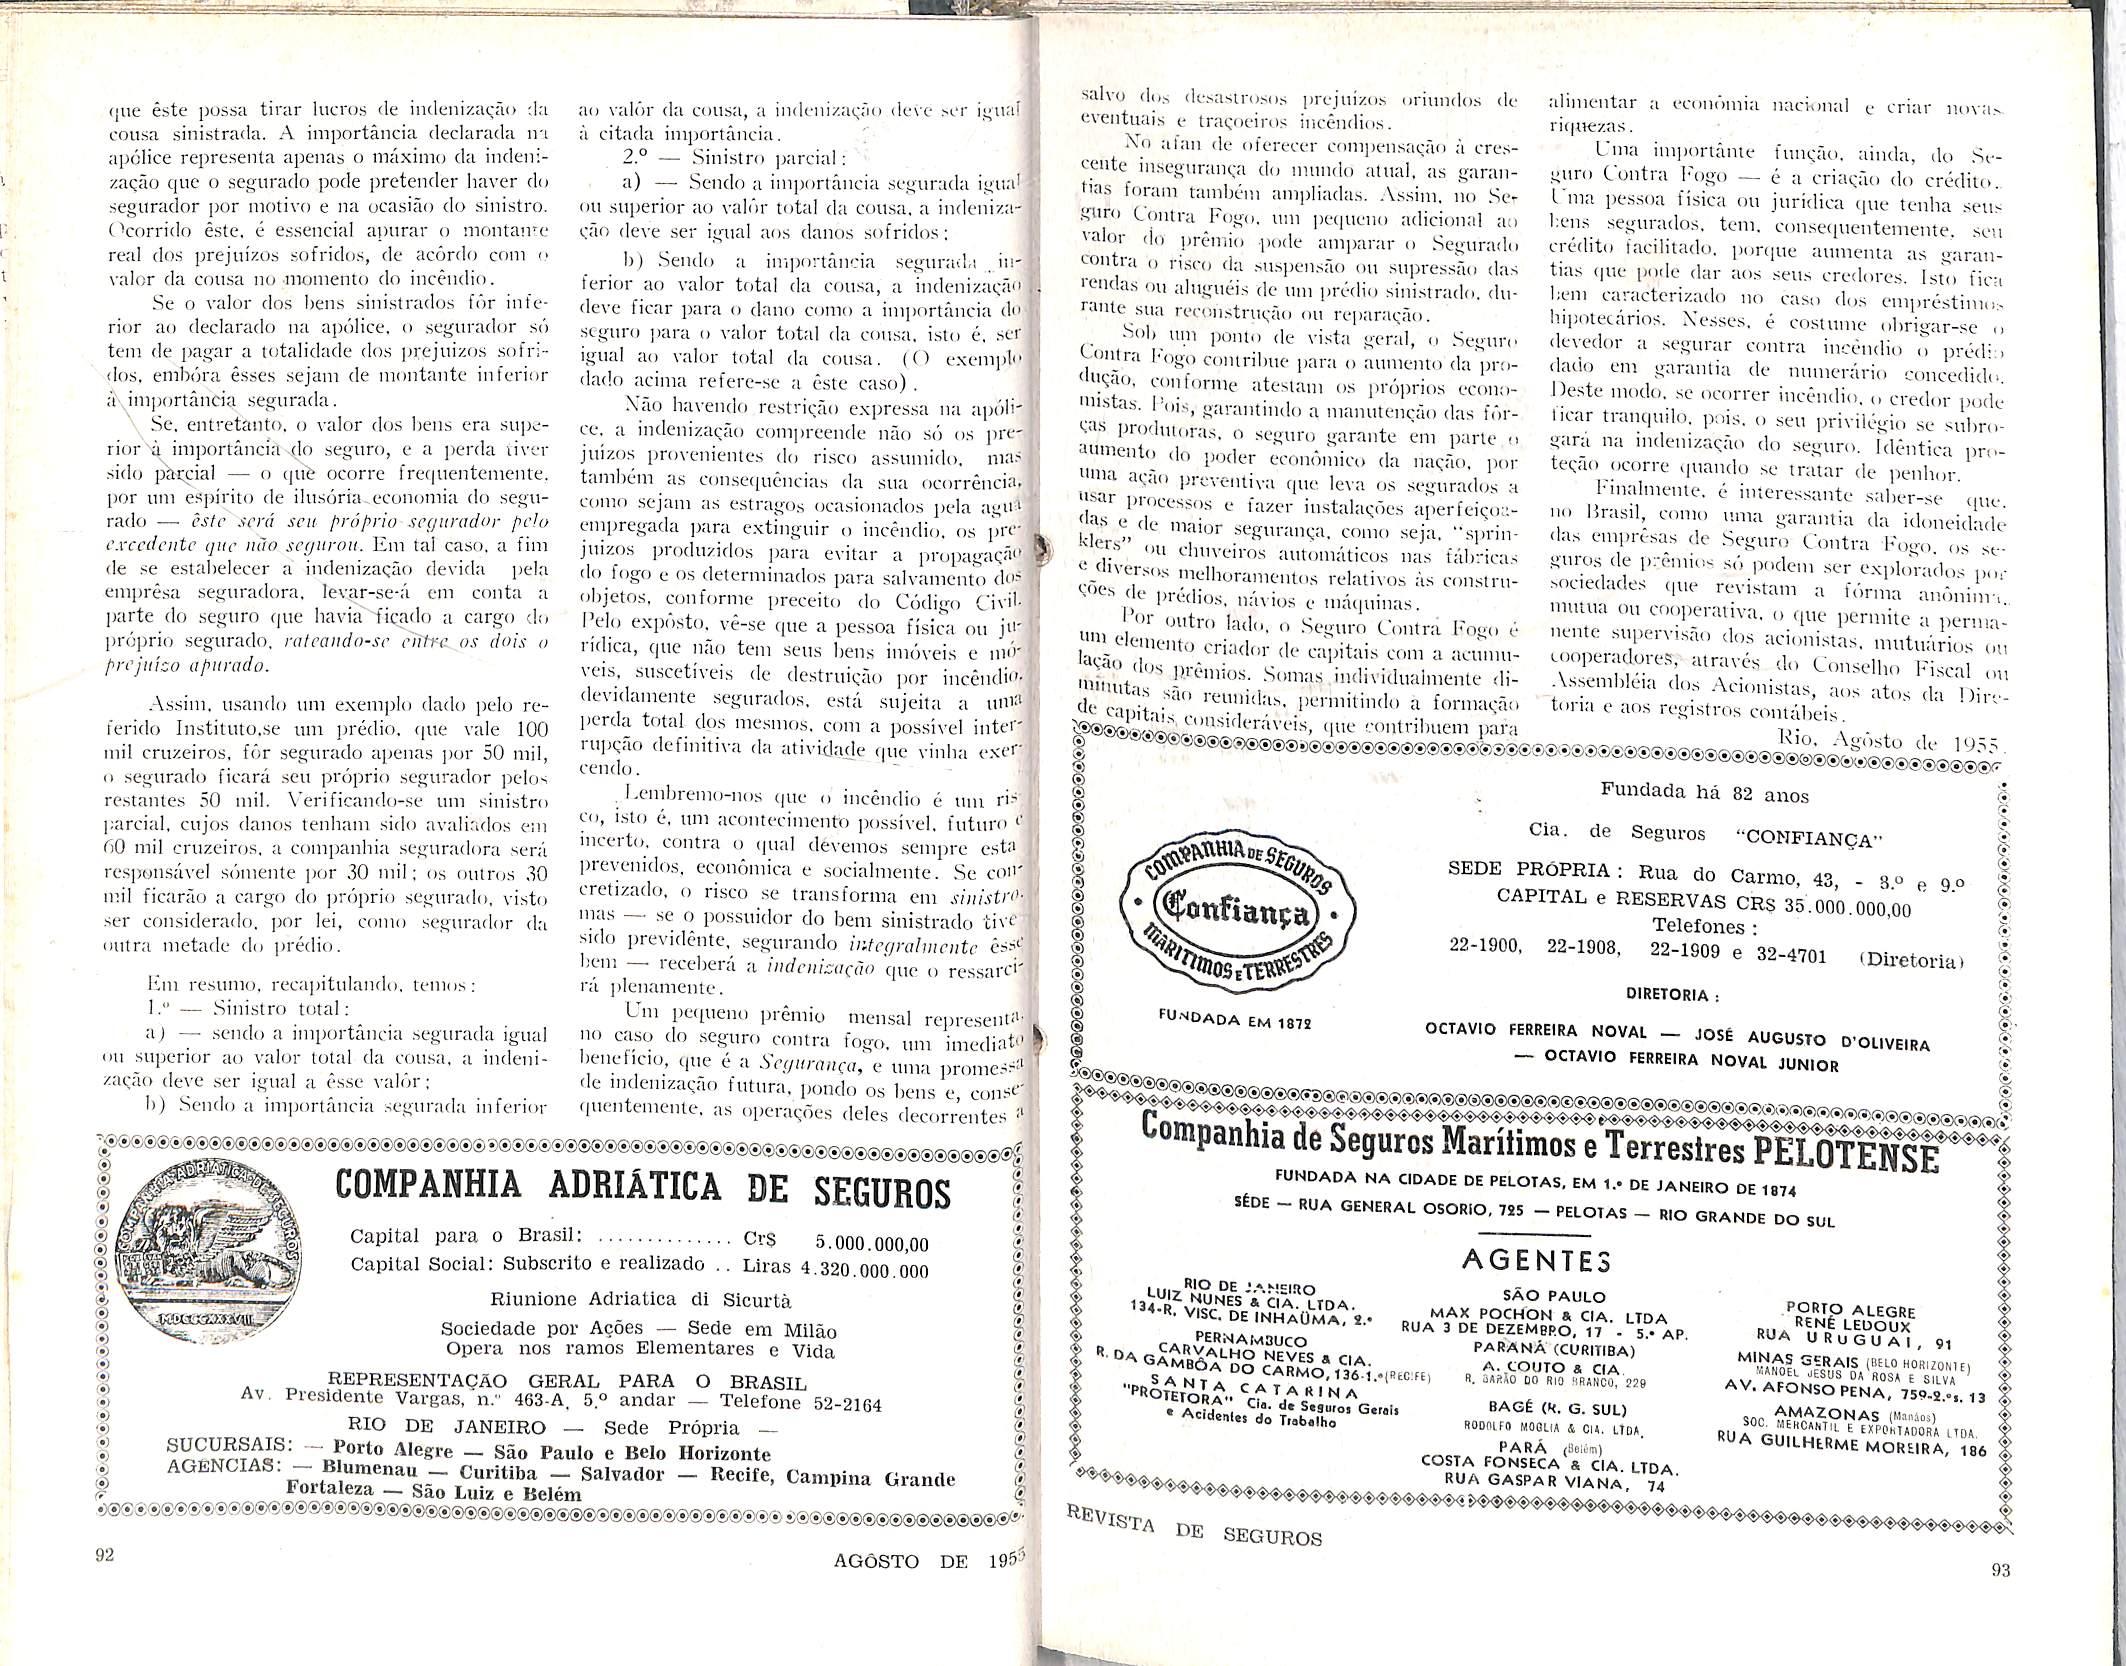 que êste possa tirar lucros de indenização da
cousa sinistrada. A importância declarada na
apólice representa apenas o máximo da indeni-
zação que o segurado pode pretender haver do
segurador por motivo e na ocasião do sinistro.
Ocorrido êste, é essencial apurar o montante
real dos prejuízos sofridos, de acôrdo com o
valor da cousa no momento do incêndio.
Se o valor dos bens sinistrados fôr infe-
rior ao declarado na apólice, o segurador só
tem de pagar a totalidade dos prejuizos sofri-
dos, embóra êsses sejam de montante inferior
à importância segurada.
Se, entretanto, o valor dos bens era supe-
rior à importância do seguro, e a perda tiver
sido parcial — o que ocorre frequentemente,
por um espírito de ilusória economia do segu-
rado — êste será seu próprio segurador pelo
excedente que não segurou. Em tal caso, a fim
de se estabelecer a indenização devida pela
emprêsa seguradora, levar-se-á em conta a
parte do seguro que havia ficado a cargo do
próprio segurado, rateando-se entre os dois o
prejuízo apurado.
Assim, usando um exemplo dado pelo re-
ferido Instituto,se um prédio, que vale 100
mil cruzeiros, fôr segurado apenas por 50 mil,
o segurado ficará seu próprio segurador pelos
restantes 50 mil. Verificando-se um sinistro
parcial, cujos danos tenham sido avaliados em
60 mil cruzeiros, a companhia seguradora será
responsável sómente por 30 mil; os outros 30
mil ficarão a cargo do próprio segurado, visto
ser considerado, por lei, como segurador da
outra metade do prédio.
Em resumo, recapitulando, temos:
1.º — Sinistro total:
a) — sendo a importância segurada igual
ou superior ao valor total da cousa, a indeni-
zação deve ser igual a êsse valôr;
b) Sendo a importância segurada inferior
ao valôr da cousa, a indenização deve ser igual
à citada importância.
2.º — Sinistro parcial:
a) — Sendo a importância segurada igual
ou superior ao valôr total da cousa, a indeniza-
ção deve ser igual aos danos sofridos;
b) Sendo a importância segurada in-
ferior ao valor total da cousa, a indenização
deve ficar para o dano como a importância do
seguro para o valor total da cousa, isto é, ser
igual ao valor total da cousa. (O exemplo
dado acima refere-se a êste caso).
Não havendo restrição expressa na apóli-
ce, a indenização compreende não só os pre-
juízos provenientes do risco assumido, mas
também as consequências da sua ocorrência,
como sejam as estragos ocasionados pela agua
empregada para extinguir o incêndio, os pre-
juizos produzidos para evitar a propagação
do fogo e os determinados para salvamento dos
objetos, conforme preceito do Código Civil.
Pelo expôsto, vê-se que a pessoa física ou ju-
rídica, que não tem seus bens imóveis e mó-
veis, suscetíveis de destruição por incêndio,
devidamente segurados, está sujeita a uma
perda total dos mesmos, com a possível inter-
rupção definitiva da atividade que vinha exer-
cendo.
Lembremo-nos que o incêndio é um ris-
co, isto é, um acontecimento possível, futuro e
incerto, contra o qual devemos sempre esta
prevenidos, econômica e socialmente. Se con-
cretizado, o risco se transforma em sinistro,
mas — se o possuidor do bem sinistrado tive
sido previdênte, segurando integralmente êsse
bem — receberá a indenização que o ressarci-
rá plenamente.
Um pequeno prêmio mensal representa,
no caso do seguro contra fogo, um imediato
benefício, que é a Segurança, e uma promessa
de indenização futura, pondo os bens e, conse-
quentemente, as operações deles decorrentes a
COMPANHIA ADRIATICA DE SEGUROS
MDCCCXXXVIII
COMPANHIA ADRIÁTICA DE SEGUROS
Capital para o Brasil: .............. Cr$ 5.000.000,00
Capital Social: Subscrito e realizado .. Liras 4.320.000.000
Riunione Adriatica di Sicurtà
Sociedade por Ações — Sede em Milão
Opera nos ramos Elementares e Vida
REPRESENTAÇÃO GERAL PARA O BRASIL
Av. Presidente Vargas, n.º 463-A, 5.º andar — Telefone 52-2164
RIO DE JANEIRO — Sede Própria —
SUCURSAIS: — Porto Alegre — São Paulo e Belo Horizonte
AGÊNCIAS: — Blumenau — Curitiba — Salvador — Recife, Campina Grande
Fortaleza — São Luiz e Belém
92
AGÔSTO DE 1955
salvo dos desastrosos prejuízos oriundos de
eventuais e traçoeiros incêndios.
No afan de oferecer compensação à cres-
cente insegurança do mundo atual, as garan-
tias foram também ampliadas. Assim, no Se-
guro Contra Fogo, um pequeno adicional ao
valor do prêmio pode amparar o Segurado
contra o risco da suspensão ou supressão das
rendas ou aluguéis de um prédio sinistrado, du-
rante sua reconstrução ou reparação.
Sob um ponto de vista geral, o Seguro
Contra Fogo contribue para o aumento da pro-
dução, conforme atestam os próprios econo-
mistas. Pois, garantindo a manutenção das fôr-
ças produtoras, o seguro garante em parte o
aumento do poder econômico da nação, por
uma ação preventiva que leva os segurados a
usar processos e fazer instalações aperfeiçoa-
das e de maior segurança, como seja, "sprin-
klers" ou chuveiros automáticos nas fábricas
e diversos melhoramentos relativos às constru-
ções de prédios, návios e máquinas.
Por outro lado, o Seguro Contra Fogo é
um elemento criador de capitais com a acumu-
lação dos prêmios. Somas individualmente di-
minutas são reunidas, permitindo a formação
de capitais consideráveis, que contribuem para
alimentar a econômia nacional e criar novas
riquezas.
Uma importânte função, ainda, do Se-
guro Contra Fogo — é a criação do crédito.
Uma pessoa física ou jurídica que tenha seus
bens segurados, tem, consequentemente, seu
crédito facilitado, porque aumenta as garan-
tias que pode dar aos seus credores. Isto fica
bem caracterizado no caso dos empréstimos
hipotecários. Nesses, é costume obrigar-se o
devedor a segurar contra incêndio o prédio
dado em garantia de numerário concedido.
Deste modo, se ocorrer incêndio, o credor pode
ficar tranquilo, pois, o seu privilégio se subro-
gará na indenização do seguro. Idêntica pro-
teção ocorre quando se tratar de penhor.
Finalmente, é interessante saber-se que,
no Brasil, como uma garantia da idoneidade
das emprêsas de Seguro Contra Fogo, os se-
guros de prêmios só podem ser explorados por
sociedades que revistam a fórma anônima,
mutua ou cooperativa, o que permite a perma-
nente supervisão dos acionistas, mutuários ou
cooperadores, através do Conselho Fiscal ou
Assembléia dos Acionistas, aos atos da Dire-
toria e aos registros contábeis.
Rio, Agôsto de 1955.
COMPANHIA DE SEGUROS
Confiança
MARITIMOS E TERRESTRES
FUNDADA EM 1872
Fundada há 82 anos
Cia. de Seguros "CONFIANÇA"
SEDE PRÓPRIA: Rua do Carmo, 43, - 8.º e 9.º
CAPITAL e RESERVAS CR$ 35.000.000,00
Telefones:
22-1900, 22-1908, 22-1909 e 32-4701 (Diretoria)
DIRETORIA:
OCTAVIO FERREIRA NOVAL — JOSÉ AUGUSTO D'OLIVEIRA
— OCTAVIO FERREIRA NOVAL JUNIOR
Companhia de Seguros Marítimos e Terrestres PELOTENSE
FUNDADA NA CIDADE DE PELOTAS, EM 1.º DE JANEIRO DE 1874
SÉDE — RUA GENERAL OSORIO, 725 — PELOTAS — RIO GRANDE DO SUL
AGENTES
RIO DE JANEIRO
LUIZ NUNES & CIA. LTDA.
134-R. VISC. DE INHAÜMA, 2.º
PERNAMBUCO
CARVALHO NEVES & CIA.
R. DA GAMBÔA DO CARMO, 136-1.º (RECIFE)
SANTA CATARINA
"PROTETORA" Cia. de Seguros Gerais
e Acidentes do Trabalho
SÃO PAULO
MAX POCHON & CIA. LTDA
RUA 3 DE DEZEMBRO, 17 - 5.º AP.
PARANÁ (CURITIBA)
A. COUTO & CIA.
R. BARÃO DO RIO BRANCO, 229
BAGÉ (R. G. SUL)
RODOLFO MOGLIA & CIA. LTDA.
PARÁ (Belém)
COSTA FONSECA & CIA. LTDA.
RUA GASPAR VIANA, 74
PORTO ALEGRE
RENÉ LEDOUX
RUA URUGUAI, 91
MINAS GERAIS (BELO HORIZONTE)
MANOEL JESUS DA ROSA E SILVA
AV. AFONSO PENA, 759-2.º s. 13
AMAZONAS (Manáos)
SOC. MERCANTIL E EXPORTADORA LTDA.
RUA GUILHERME MOREIRA, 186
REVISTA DE SEGUROS
93